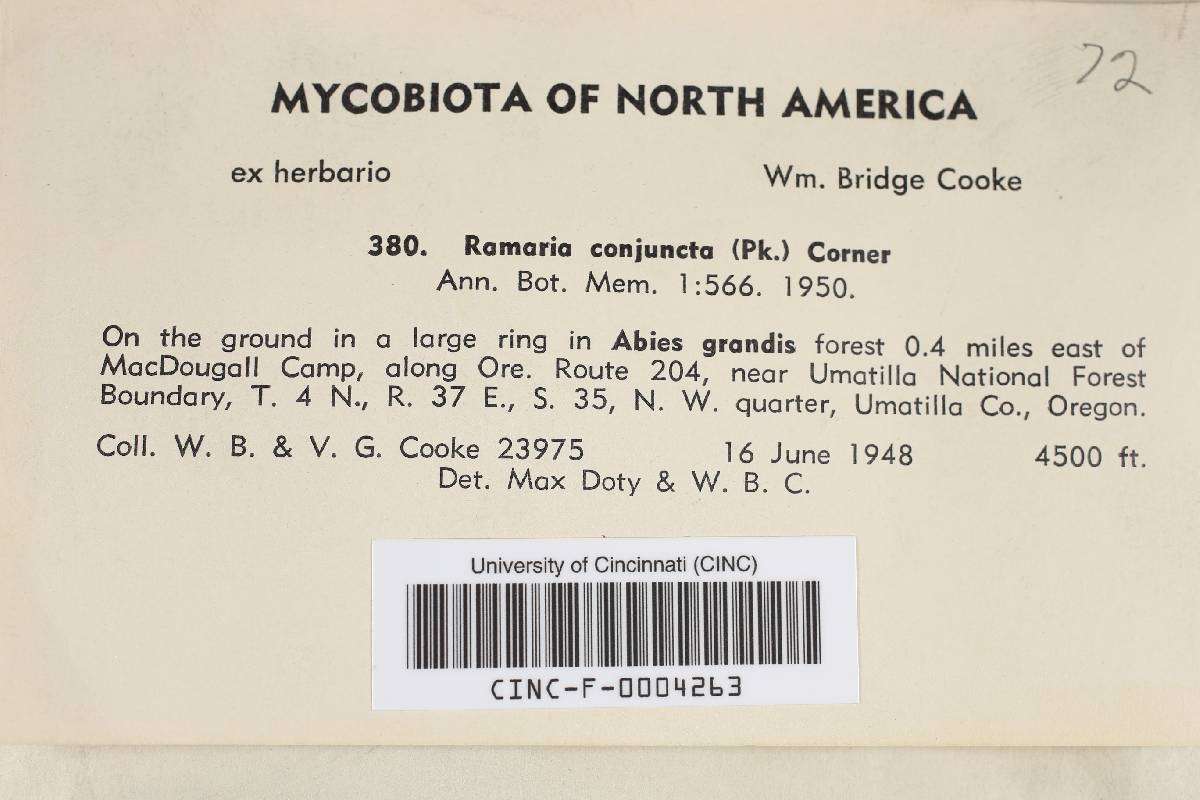 72
MYCOBIOTA OF NORTH AMERICA
ex herbario Wm. Bridge Cooke
380. Ramaria conjuncta (Pk.) Corner
Ann. Bot. Mem. 1:566. 1950.
On the ground in a large ring in Abies grandis forest 0.4 miles east of
MacDougall Camp, along Ore. Route 204, near Umatilla National Forest
Boundary, T. 4 N., R. 37 E., S. 35, N. W. quarter, Umatilla Co., Oregon.
Coll. W. B. & V. G. Cooke 23975 16 June 1948 4500 ft.
Det. Max Doty & W. B. C.
University of Cincinnati (CINC)
CINC-F-0004263